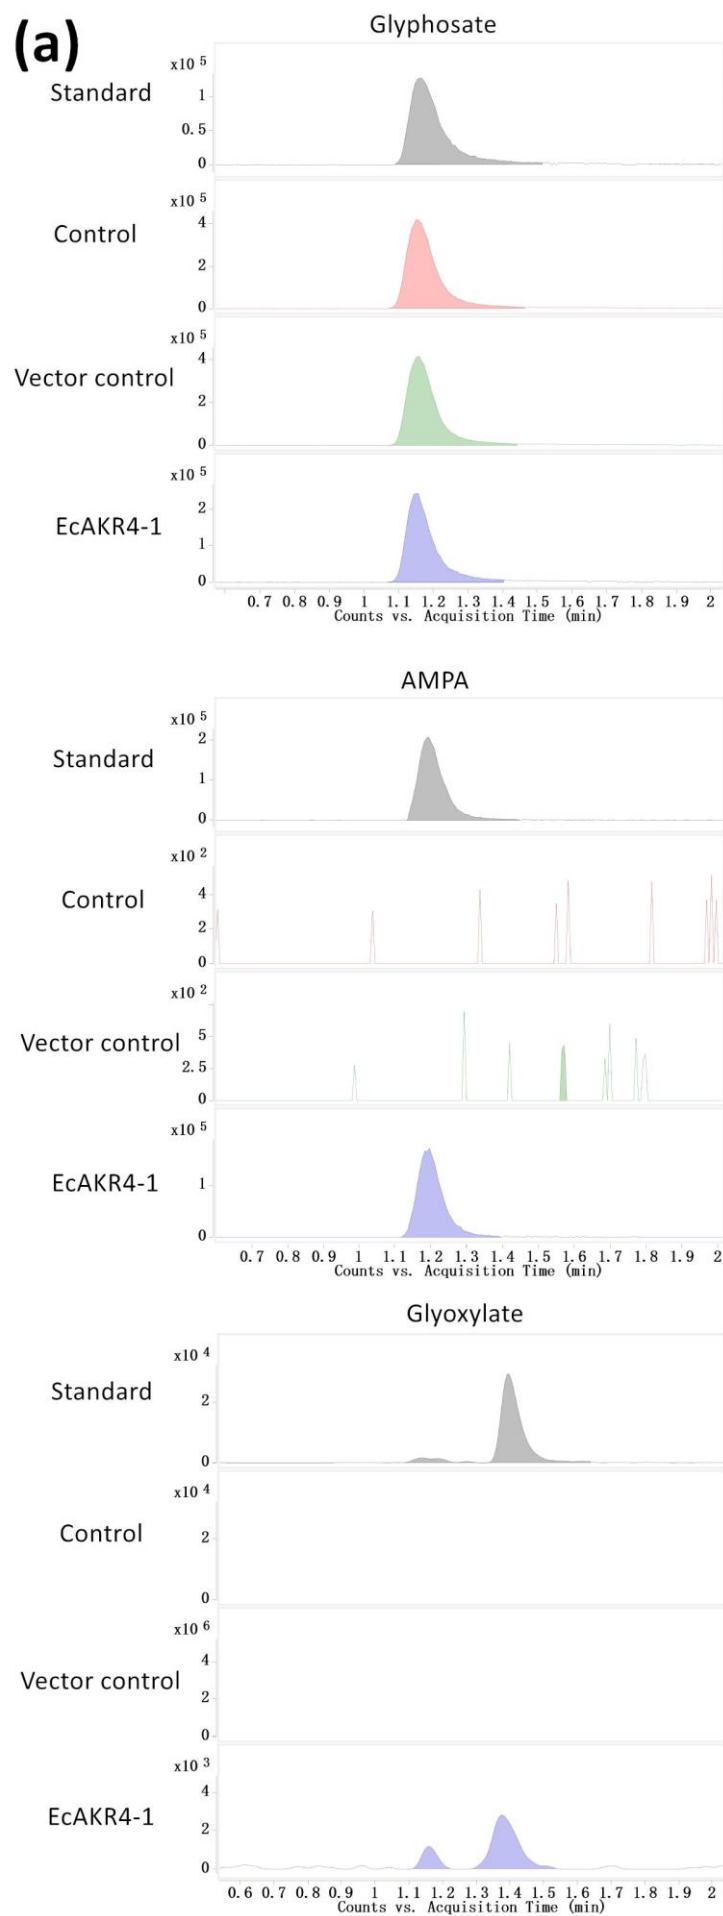 (a)
Glyphosate
Standard
x10 5
1
0.5
0
Control
x10 5
4
2
0
Vector control
x10 5
4
2
0
EcAKR4-1
x10 5
2
1
0
0.7 0.8 0.9 1 1.1 1.2 1.3 1.4 1.5 1.6 1.7 1.8 1.9 2
Counts vs. Acquisition Time (min)
AMPA
Standard
x10 5
2
1
0
Control
x10 2
4
2
0
Vector control
x10 2
5
2.5
0
EcAKR4-1
x10 5
1
0
0.7 0.8 0.9 1 1.1 1.2 1.3 1.4 1.5 1.6 1.7 1.8 1.9 2
Counts vs. Acquisition Time (min)
Glyoxylate
Standard
x10 4
2
0
Control
x10 4
2
0
Vector control
x10 6
4
2
0
EcAKR4-1
x10 3
4
2
0
0.6 0.7 0.8 0.9 1 1.1 1.2 1.3 1.4 1.5 1.6 1.7 1.8 1.9 2
Counts vs. Acquisition Time (min)